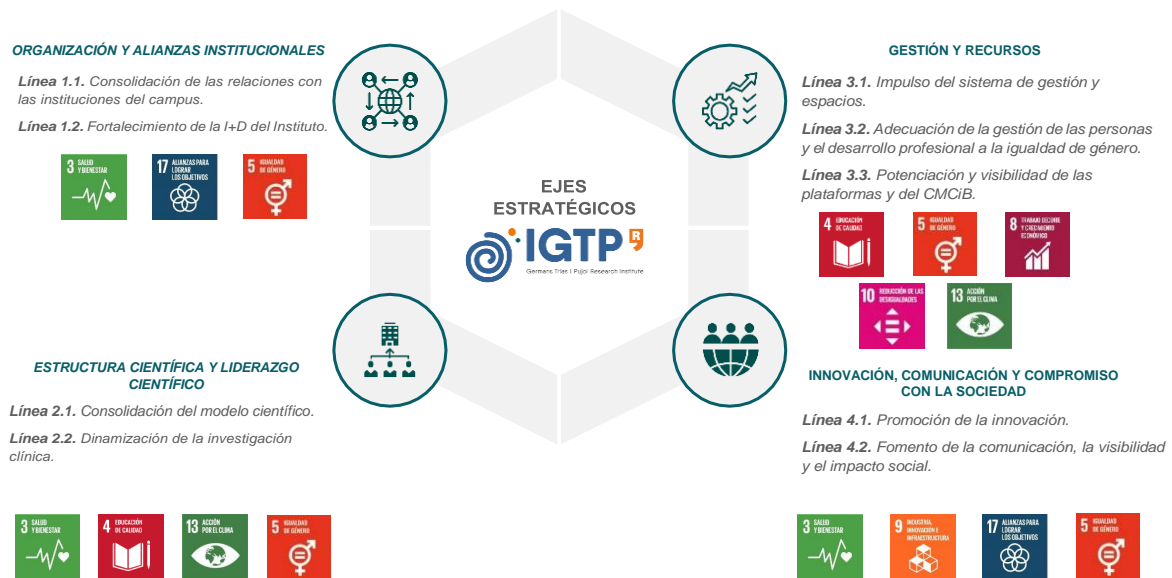 ORGANIZACIÓN Y ALIANZAS INSTITUCIONALES
Línea 1.1. Consolidación de las relaciones con
las instituciones del campus.
Línea 1.2. Fortalecimiento de la I+D del Instituto.
3 SALUD
Y BIENESTAR
17 ALIANZAS PARA
LOGRAR
LOS OBJETIVOS
5 IGUALDAD
DE GÉNERO
EJES
ESTRATÉGICOS
IGTP
R
Germans Trias i Pujol Research Institute
GESTIÓN Y RECURSOS
Línea 3.1. Impulso del sistema de gestión y
espacios.
Línea 3.2. Adecuación de la gestión de las personas
y el desarrollo profesional a la igualdad de género.
Línea 3.3. Potenciación y visibilidad de las
plataformas y del CMCiB.
4 EDUCACIÓN
DE CALIDAD
5 IGUALDAD
DE GÉNERO
8 TRABAJO DECENTE
Y CRECIMIENTO
ECONÓMICO
10 REDUCCIÓN DE LAS
DESIGUALDADES
13 ACCIÓN
POR EL CLIMA
ESTRUCTURA CIENTÍFICA Y LIDERAZGO
CIENTÍFICO
Línea 2.1. Consolidación del modelo científico.
Línea 2.2. Dinamización de la investigación
clínica.
3 SALUD
Y BIENESTAR
4 EDUCACIÓN
DE CALIDAD
13 ACCIÓN
POR EL CLIMA
5 IGUALDAD
DE GÉNERO
INNOVACIÓN, COMUNICACIÓN Y COMPROMISO
CON LA SOCIEDAD
Línea 4.1. Promoción de la innovación.
Línea 4.2. Fomento de la comunicación, la visibilidad
y el impacto social.
3 SALUD
Y BIENESTAR
9 INDUSTRIA,
INNOVACIÓN E
INFRAESTRUCTURA
17 ALIANZAS PARA
LOGRAR
LOS OBJETIVOS
5 IGUALDAD
DE GÉNERO